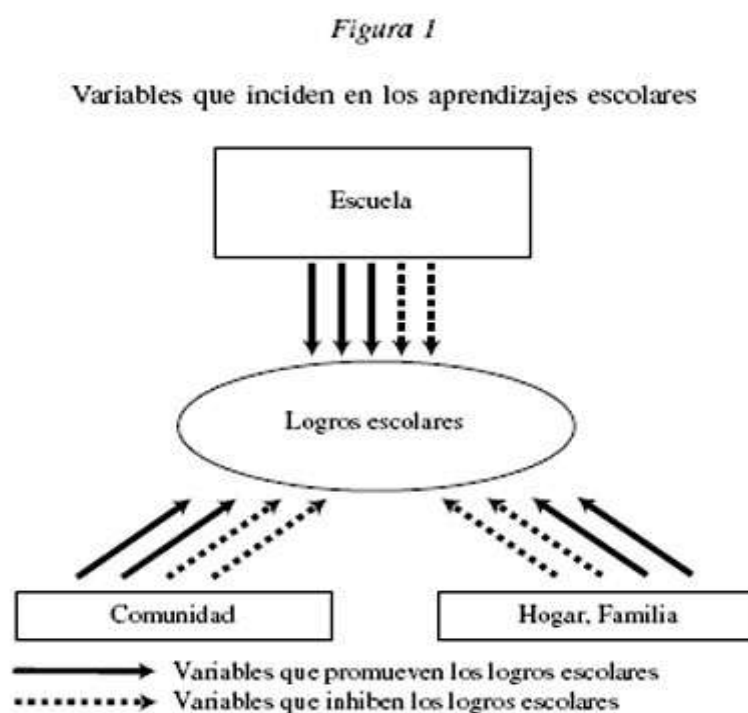 Figura 1
Variables que inciden en los aprendizajes escolares
Escuela
Logros escolares
Comunidad
Hogar, Familia
Variables que promueven los logros escolares
Variables que inhiben los logros escolares